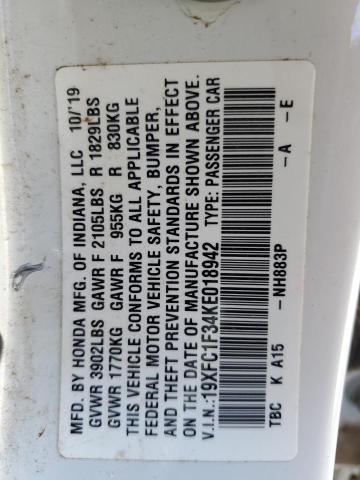 MFD. BY HONDA MFG. OF INDIANA, LLC 10/'19
GVWR 3902LBS GAWR F 2105LBS R 1829LBS
GVWR 1770KG GAWR F 955KG R 830KG
THIS VEHICLE CONFORMS TO ALL APPLICABLE
FEDERAL MOTOR VEHICLE SAFETY, BUMPER,
AND THEFT PREVENTION STANDARDS IN EFFECT
ON THE DATE OF MANUFACTURE SHOWN ABOVE.
V.I.N.:19XFC1F34KE018942 TYPE: PASSENGER CAR
TBC K A15 -NH883P -A -E